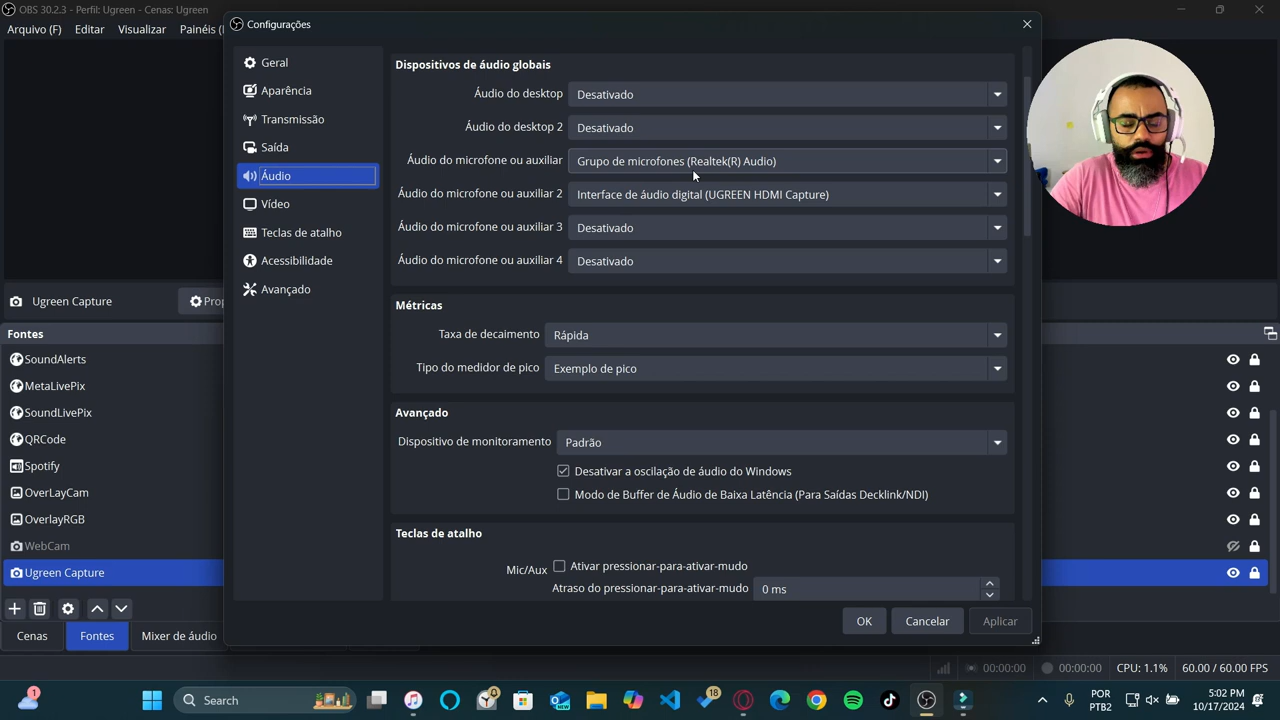 OBS 30.2.3 - Perfil: Ugreen - Cenas: Ugreen
Arquivo (F) Editar Visualizar Painéis (
Configurações
Geral
Aparência
Transmissão
Saída
Áudio
Vídeo
Teclas de atalho
Acessibilidade
Avançado
Dispositivos de áudio globais
Áudio do desktop Desativado
Áudio do desktop 2 Desativado
Áudio do microfone ou auxiliar Grupo de microfones (Realtek(R) Audio)
Áudio do microfone ou auxiliar 2 Interface de áudio digital (UGREEN HDMI Capture)
Áudio do microfone ou auxiliar 3 Desativado
Áudio do microfone ou auxiliar 4 Desativado
Métricas
Taxa de decaimento Rápida
Tipo do medidor de pico Exemplo de pico
Avançado
Dispositivo de monitoramento Padrão
Desativar a oscilação de áudio do Windows
Modo de Buffer de Áudio de Baixa Latência (Para Saídas Decklink/NDI)
Teclas de atalho
Mic/Aux Ativar pressionar-para-ativar-mudo
Atraso do pressionar-para-ativar-mudo 0 ms
OK Cancelar Aplicar
Ugreen Capture Prop
Fontes
SoundAlerts
MetaLivePix
SoundLivePix
QRCode
Spotify
OverLayCam
OverlayRGB
WebCam
Ugreen Capture
Cenas Fontes Mixer de áudio
00:00:00 00:00:00 CPU: 1.1% 60.00 / 60.00 FPS
1
Search
18
POR
PTB2
5:02 PM
10/17/2024